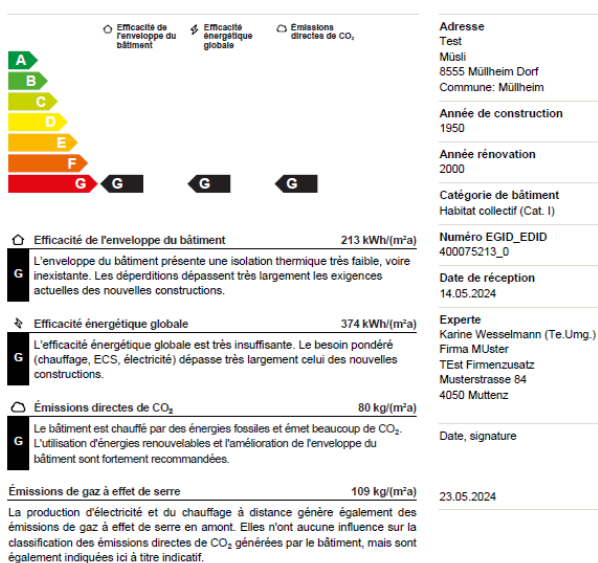 Efficacité de
l'enveloppe du
bâtiment
Efficacité
énergétique
globale
Émissions
directes de CO₂
A
B
C
D
E
F
G
G
G
G
Efficacité de l'enveloppe du bâtiment 213 kWh/(m²a)
G
L'enveloppe du bâtiment présente une isolation thermique très faible, voire
inexistante. Les déperditions dépassent très largement les exigences
actuelles des nouvelles constructions.
Efficacité énergétique globale 374 kWh/(m²a)
G
L'efficacité énergétique globale est très insuffisante. Le besoin pondéré
(chauffage, ECS, électricité) dépasse très largement celui des nouvelles
constructions.
Émissions directes de CO₂ 80 kg/(m²a)
G
Le bâtiment est chauffé par des énergies fossiles et émet beaucoup de CO₂.
L'utilisation d'énergies renouvelables et l'amélioration de l'enveloppe du
bâtiment sont fortement recommandées.
Émissions de gaz à effet de serre 109 kg/(m²a)
La production d'électricité et du chauffage à distance génère également des
émissions de gaz à effet de serre en amont. Elles n'ont aucune influence sur la
classification des émissions directes de CO₂ générées par le bâtiment, mais sont
également indiquées ici à titre indicatif.
Adresse
Test
Müsli
8555 Müllheim Dorf
Commune: Müllheim
Année de construction
1950
Année rénovation
2000
Catégorie de bâtiment
Habitat collectif (Cat. I)
Numéro EGID_EDID
400075213_0
Date de réception
14.05.2024
Experte
Karine Wesselmann (Te.Umg.)
Firma MUster
TEst Firmenzusatz
Musterstrasse 84
4050 Muttenz
Date, signature
23.05.2024